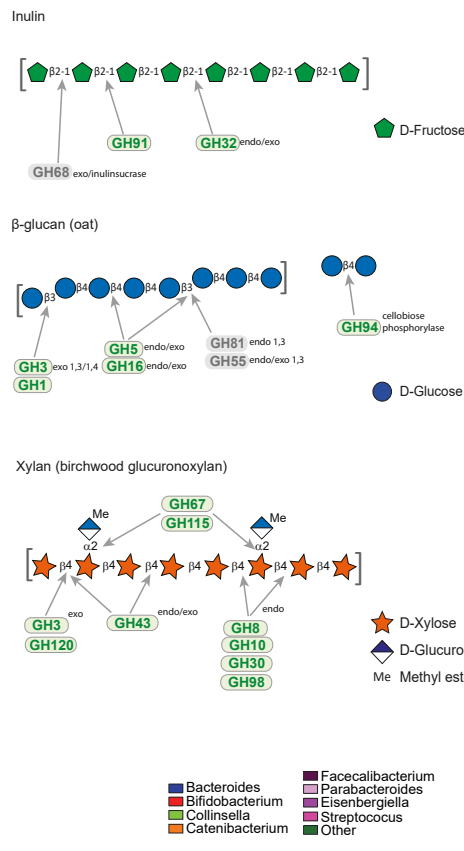 Inulin
β2-1 β2-1 β2-1 β2-1 β2-1 β2-1 β2-1
GH91
GH32 endo/exo
D-Fructose
GH68 exo/inulinsucrase
β-glucan (oat)
β3 β4 β4 β4 β3 β4 β4
β4
GH94 cellobiose phosphorylase
GH3 exo 1,3/1,4
GH1
GH5 endo/exo
GH16 endo/exo
GH81 endo 1,3
GH55 endo/exo 1,3
D-Glucose
Xylan (birchwood glucuronoxylan)
Me
GH67
GH115
Me
α2
α2
β4 β4 β4 β4 β4 β4 β4
GH3 exo
GH120
GH43 endo/exo
endo
GH8
GH10
GH30
GH98
D-Xylose
D-Glucuro
Me Methyl est
Bacteroides
Bifidobacterium
Collinsella
Catenibacterium
Facecalibacterium
Parabacteroides
Eisenbergiella
Streptococus
Other